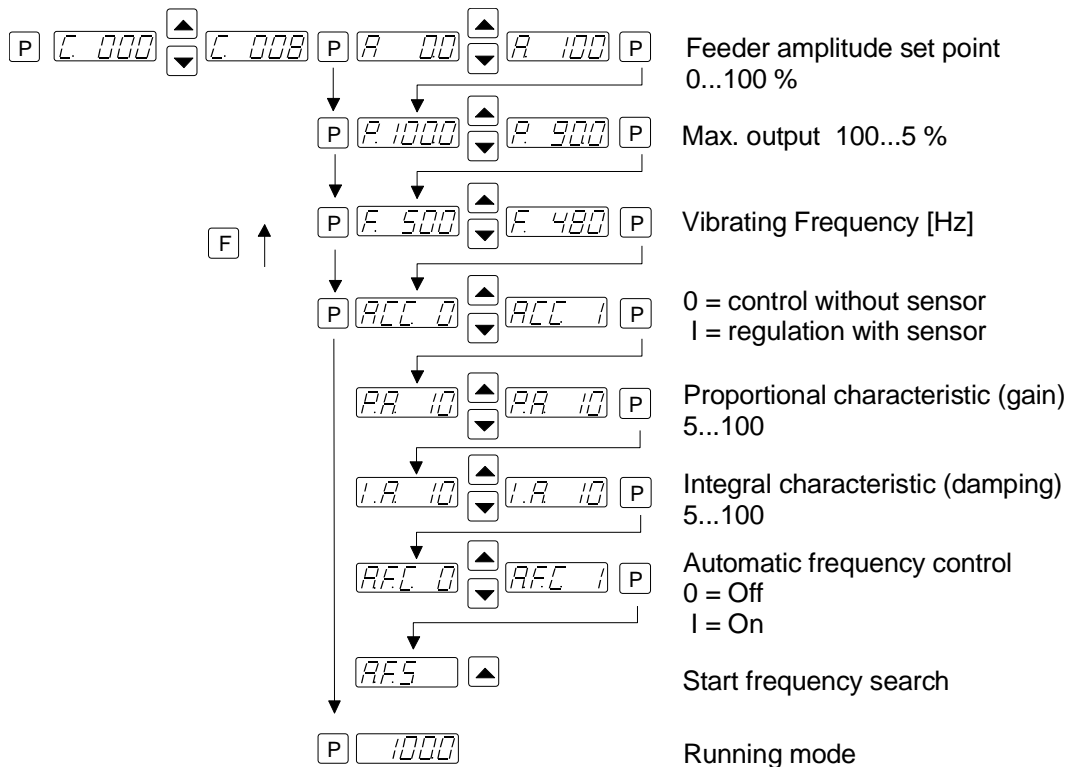 P C. 000 C. 008 P A 0.0 A. 100 P Feeder amplitude set point
0...100 %
P P. 100.0 P. 90.0 P Max. output 100...5 %
P F. 50.0 F. 48.0 P Vibrating Frequency [Hz]
F
P ACC. 0 ACC. 1 P 0 = control without sensor
I = regulation with sensor
P.A. 10 P.A. 10 P Proportional characteristic (gain)
5...100
I.A. 10 I.A. 10 P Integral characteristic (damping)
5...100
A.F.C. 0 A.F.C. 1 P Automatic frequency control
0 = Off
I = On
A.F.S Start frequency search
P 100.0 Running mode